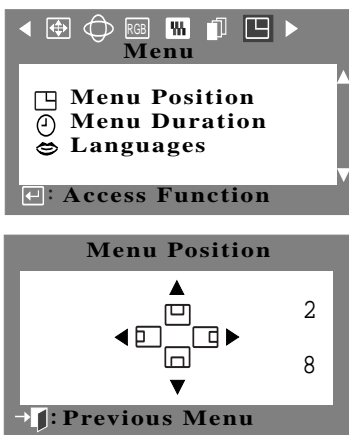 RGB
Menu
Menu Position
Menu Duration
Languages
: Access Function
Menu Position
2
8
: Previous Menu